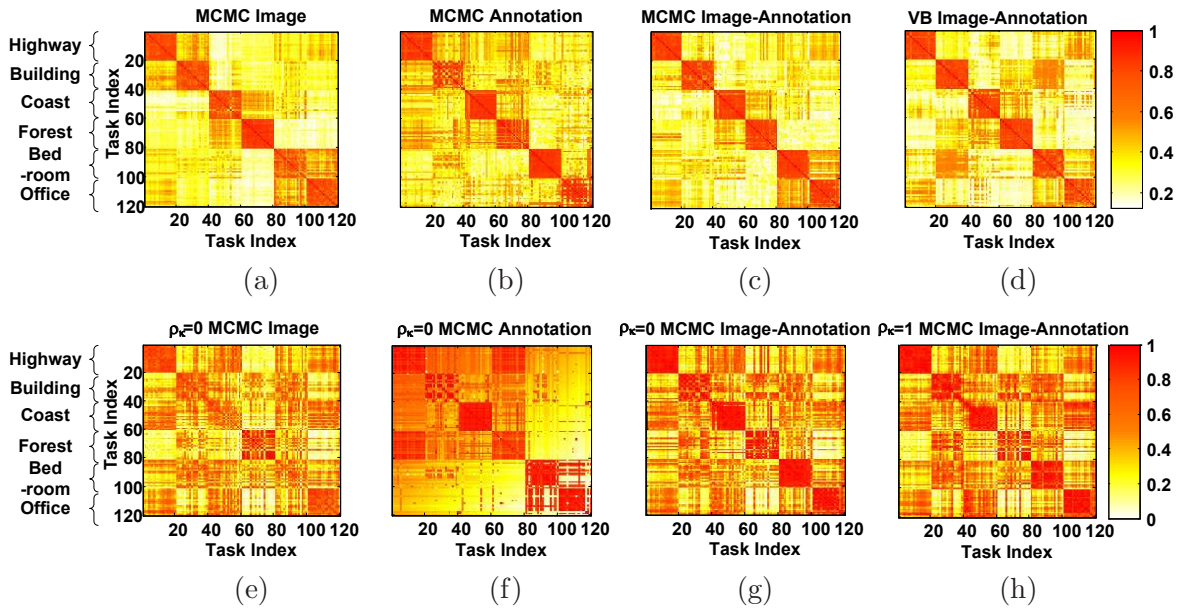 MCMC Image
MCMC Annotation
MCMC Image-Annotation
VB Image-Annotation
Highway
Building
Coast
Forest
Bed
-room
Office
Task Index
20
40
60
80
100
120
20 40 60 80 100 120
20 40 60 80 100 120
20 40 60 80 100 120
20 40 60 80 100 120
1
0.8
0.6
0.4
0.2
Task Index
Task Index
Task Index
Task Index
(a)
(b)
(c)
(d)
ρκ=0 MCMC Image
ρκ=0 MCMC Annotation
ρκ=0 MCMC Image-Annotation
ρκ=1 MCMC Image-Annotation
Highway
Building
Coast
Forest
Bed
-room
Office
Task Index
20
40
60
80
100
120
20 40 60 80 100 120
20 40 60 80 100 120
20 40 60 80 100 120
20 40 60 80 100 120
1
0.8
0.6
0.4
0.2
0
Task Index
Task Index
Task Index
Task Index
(e)
(f)
(g)
(h)